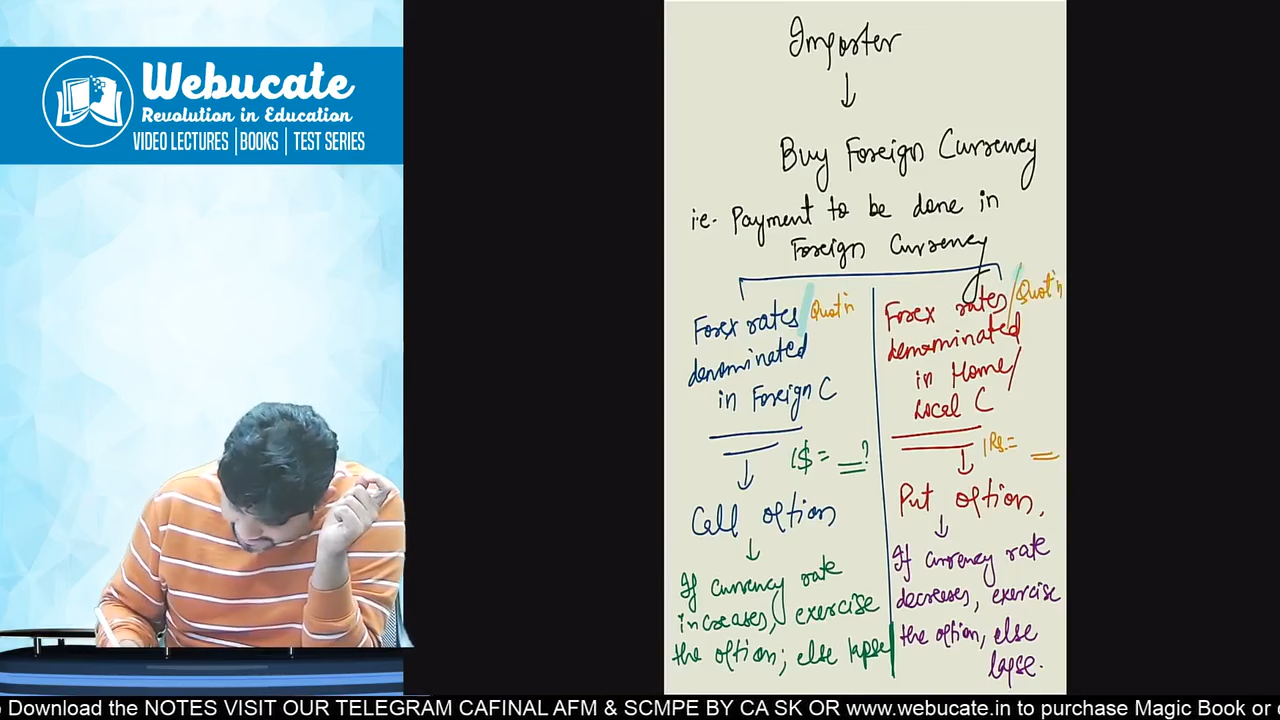 Webucate
Revolution in Education
VIDEO LECTURES | BOOKS | TEST SERIES
Importer
↓
Buy Foreign Currency
i.e. Payment to be done in
Foreign Currency
Forex rates / Quot'n
denominated
in Foreign C
1$ = __?
↓
Call option
↓
If currency rate
increases, exercise
the option; else lapse
Forex rates / Quot'n
denominated
in Home/
Local C
1Rs. = __
↓
Put option.
↓
If currency rate
decreases, exercise
the option, else
lapse.
Download the NOTES VISIT OUR TELEGRAM CAFINAL AFM & SCMPE BY CA SK OR www.webucate.in to purchase Magic Book or